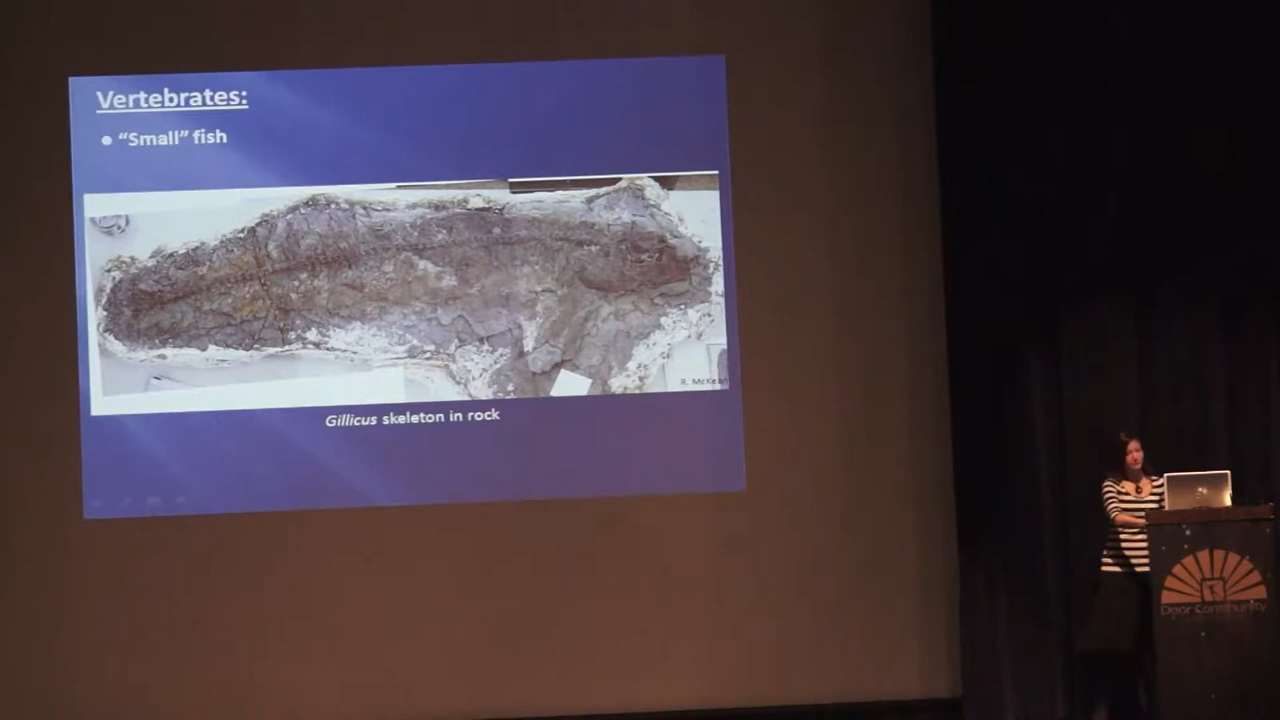 Vertebrates:
● “Small” fish
R. McKean
Gillicus skeleton in rock
Door Community